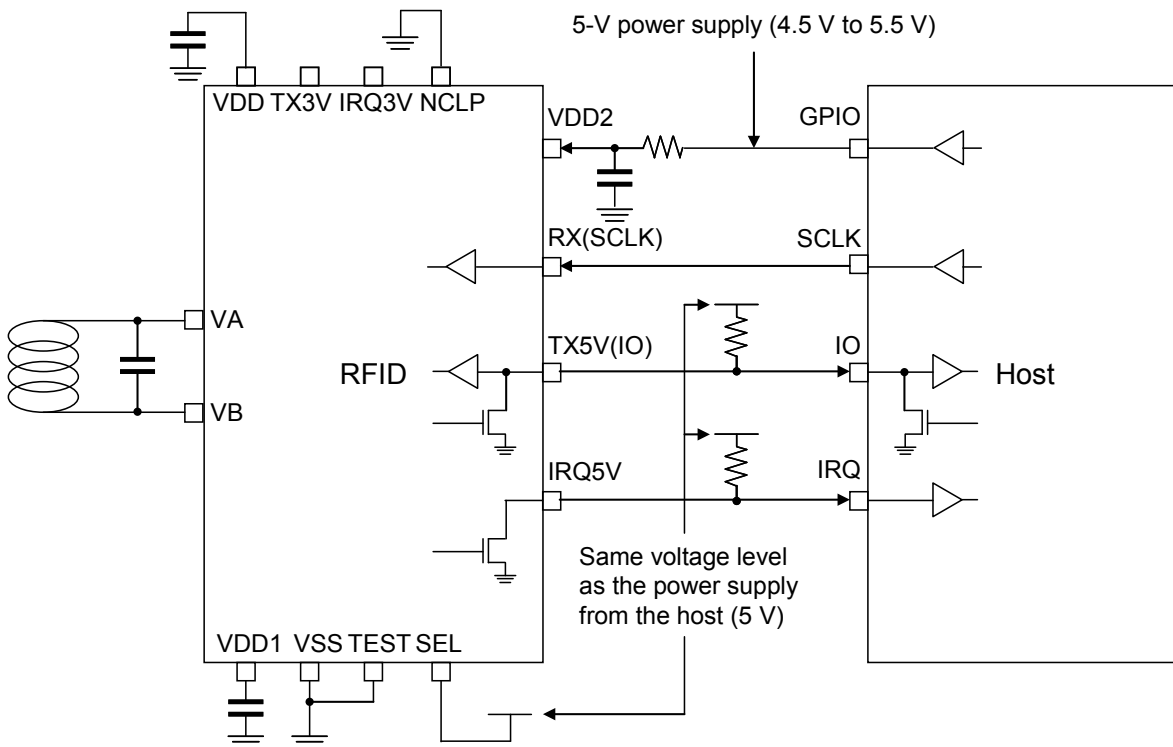 5-V power supply (4.5 V to 5.5 V)
VDD TX3V IRQ3V NCLP
VDD2
GPIO
RX(SCLK)
SCLK
VA
TX5V(IO)
IO
RFID
Host
VB
IRQ5V
IRQ
Same voltage level
as the power supply
from the host (5 V)
VDD1 VSS TEST SEL